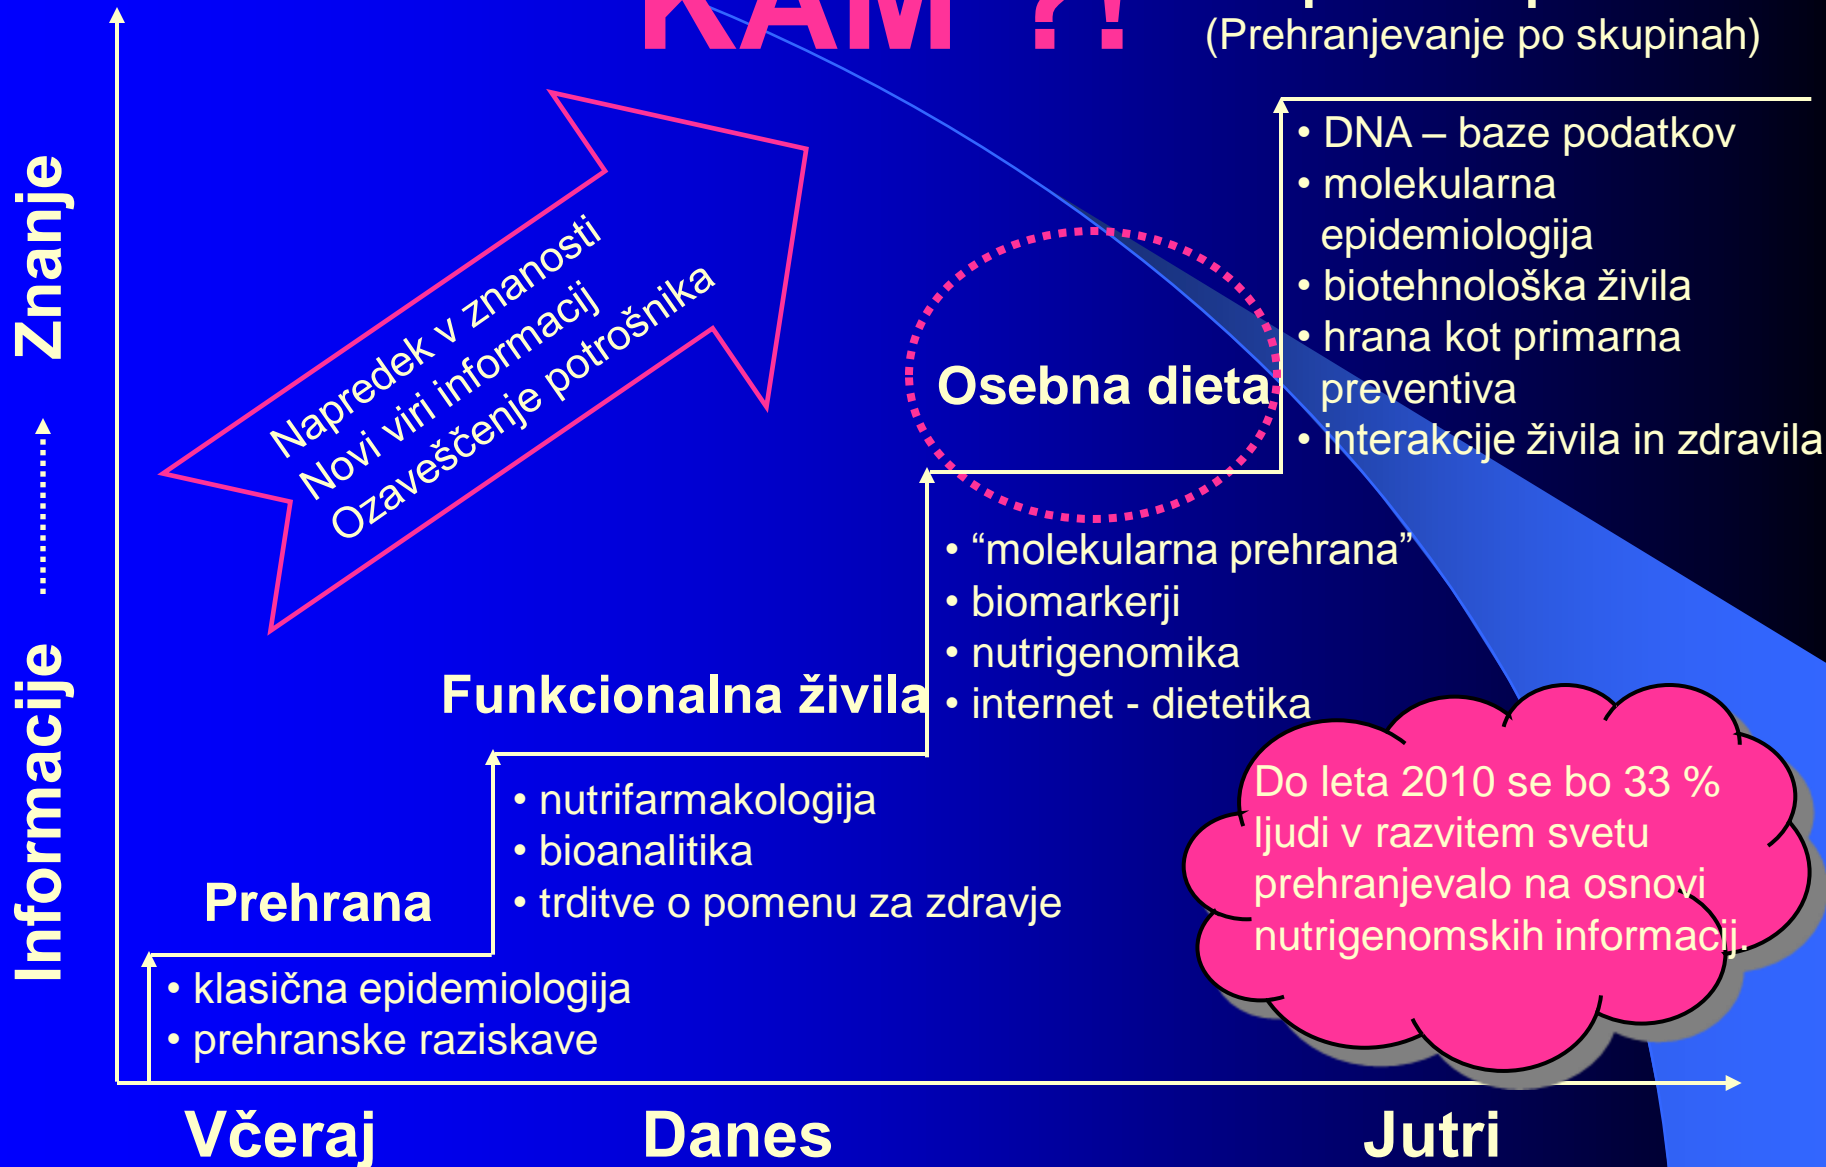 KAM ?!
(Prehranjevanje po skupinah)
• DNA – baze podatkov
• molekularna
epidemiologija
• biotehnološka živila
• hrana kot primarna
preventiva
• interakcije živila in zdravila
Napredek v znanosti
Novi viri informacij
Ozaveščenje potrošnika
Osebna dieta
• “molekularna prehrana”
• biomarkerji
• nutrigenomika
• internet - dietetika
Funkcionalna živila
• nutrifarmakologija
• bioanalitika
• trditve o pomenu za zdravje
Prehrana
• klasična epidemiologija
• prehranske raziskave
Do leta 2010 se bo 33 %
ljudi v razvitem svetu
prehranjevalo na osnovi
nutrigenomskih informacij.
Informacije
Znanje
Včeraj
Danes
Jutri